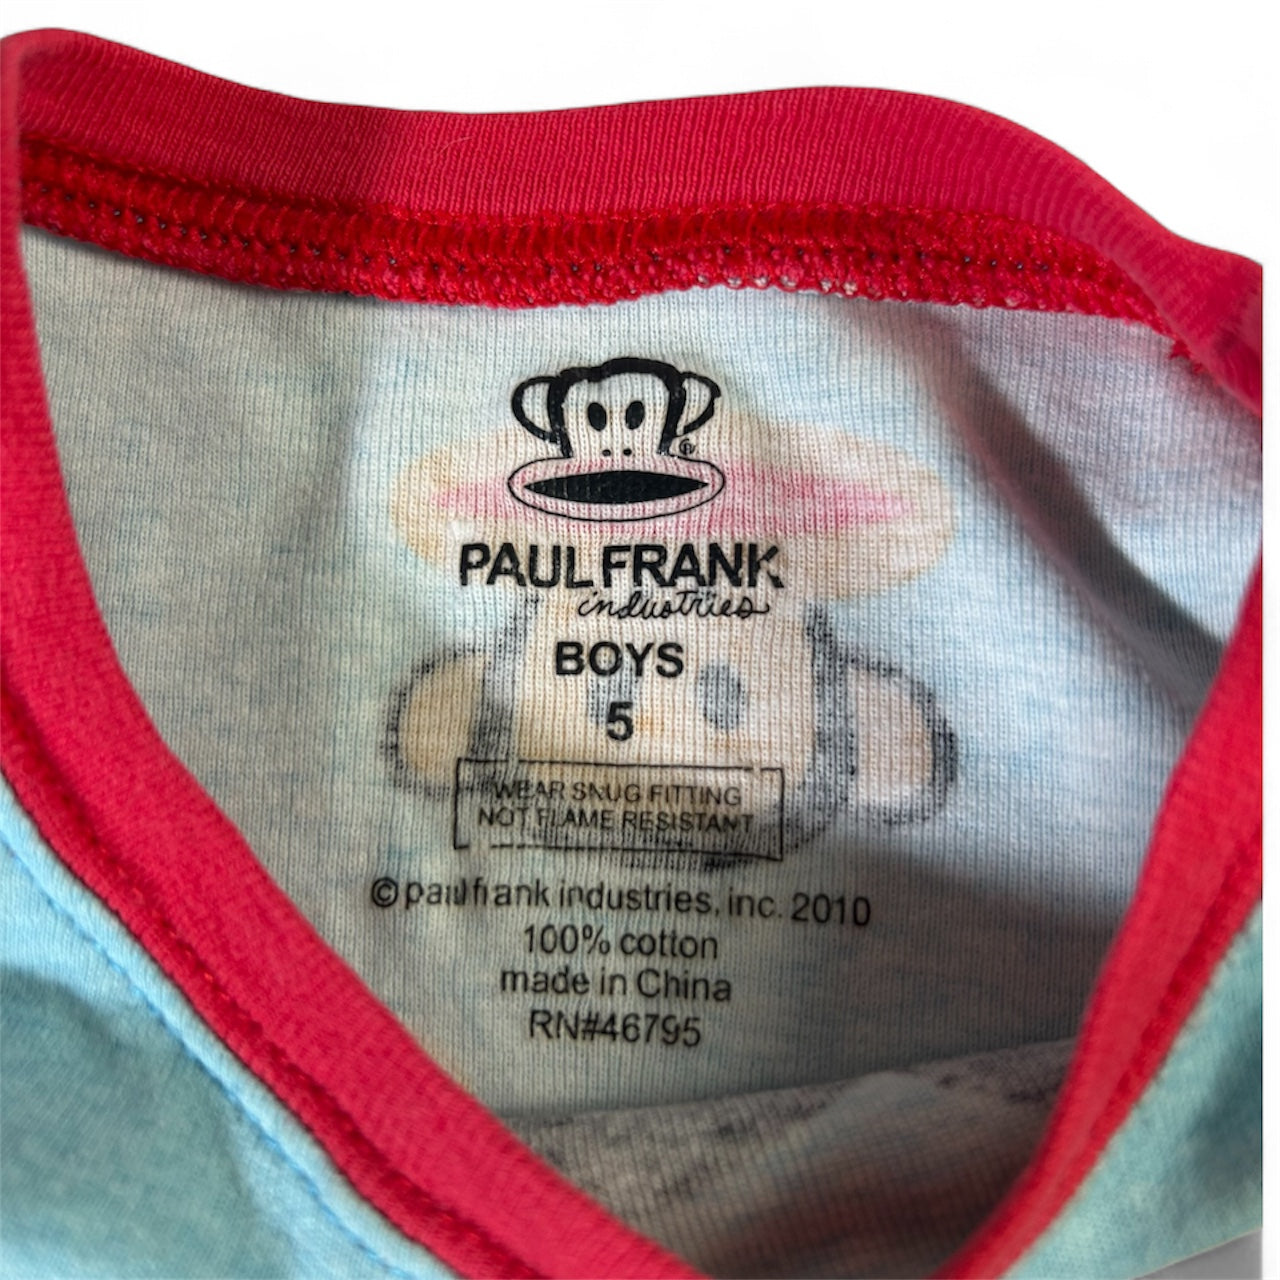 PAUL FRANK
industries
BOYS
5
WEAR SNUG FITTING
NOT FLAME RESISTANT
© paul frank industries, inc. 2010
100% cotton
made in China
RN#46795